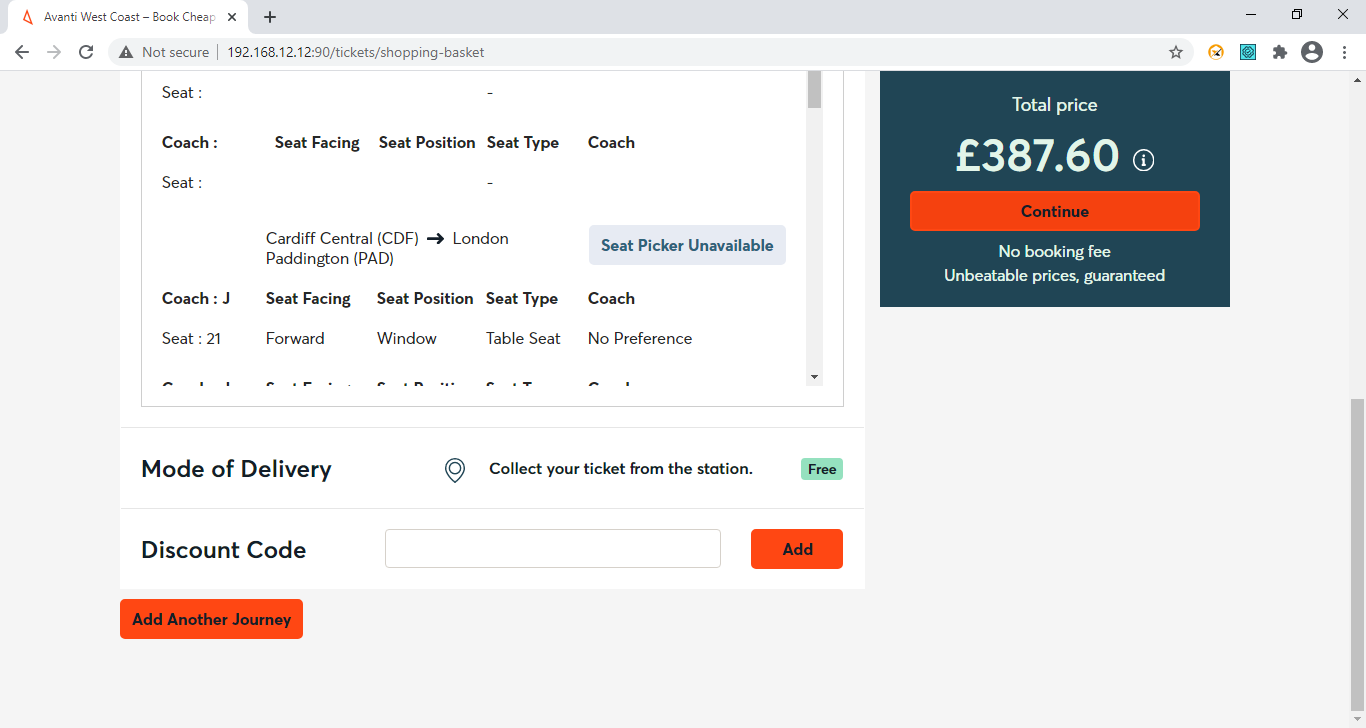 Avanti West Coast – Book Cheap
Not secure
192.168.12.12:90/tickets/shopping-basket
Seat : -
Coach : Seat Facing Seat Position Seat Type Coach
Seat : -
Cardiff Central (CDF) ➔ London
Paddington (PAD)
Seat Picker Unavailable
Coach : J Seat Facing Seat Position Seat Type Coach
Seat : 21 Forward Window Table Seat No Preference
Mode of Delivery
Collect your ticket from the station.
Free
Discount Code
Add
Add Another Journey
Total price
£387.60
Continue
No booking fee
Unbeatable prices, guaranteed